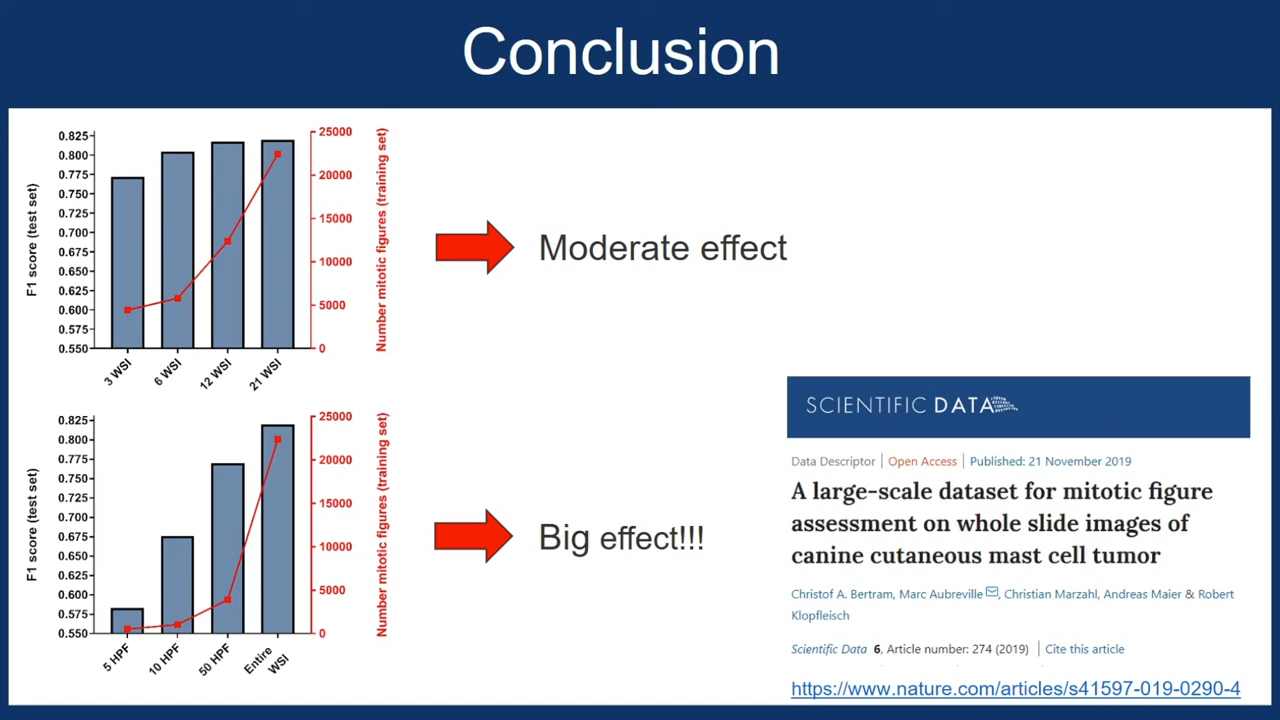 Conclusion
F1 score (test set)
0.825
0.800
0.775
0.750
0.725
0.700
0.675
0.650
0.625
0.600
0.575
0.550
25000
20000
15000
10000
5000
0
Number mitotic figures (training set)
3 WSI
6 WSI
12 WSI
21 WSI
Moderate effect
F1 score (test set)
0.825
0.800
0.775
0.750
0.725
0.700
0.675
0.650
0.625
0.600
0.575
0.550
25000
20000
15000
10000
5000
0
Number mitotic figures (training set)
5 HPF
10 HPF
50 HPF
Entire
WSI
Big effect!!!
SCIENTIFIC DATA
Data Descriptor | Open Access | Published: 21 November 2019
A large-scale dataset for mitotic figure
assessment on whole slide images of
canine cutaneous mast cell tumor
Christof A. Bertram, Marc Aubreville, Christian Marzahl, Andreas Maier & Robert
Klopfleisch
Scientific Data 6, Article number: 274 (2019) | Cite this article
https://www.nature.com/articles/s41597-019-0290-4